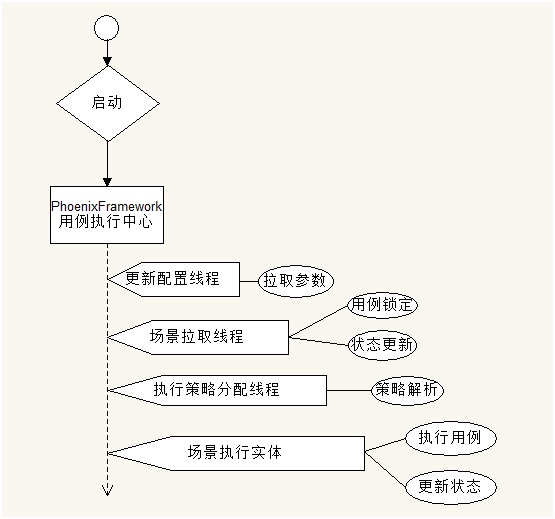 启动
PhoenixFramework
用例执行中心
更新配置线程
拉取参数
用例锁定
场景拉取线程
状态更新
执行策略分配线程
策略解析
执行用例
场景执行实体
更新状态